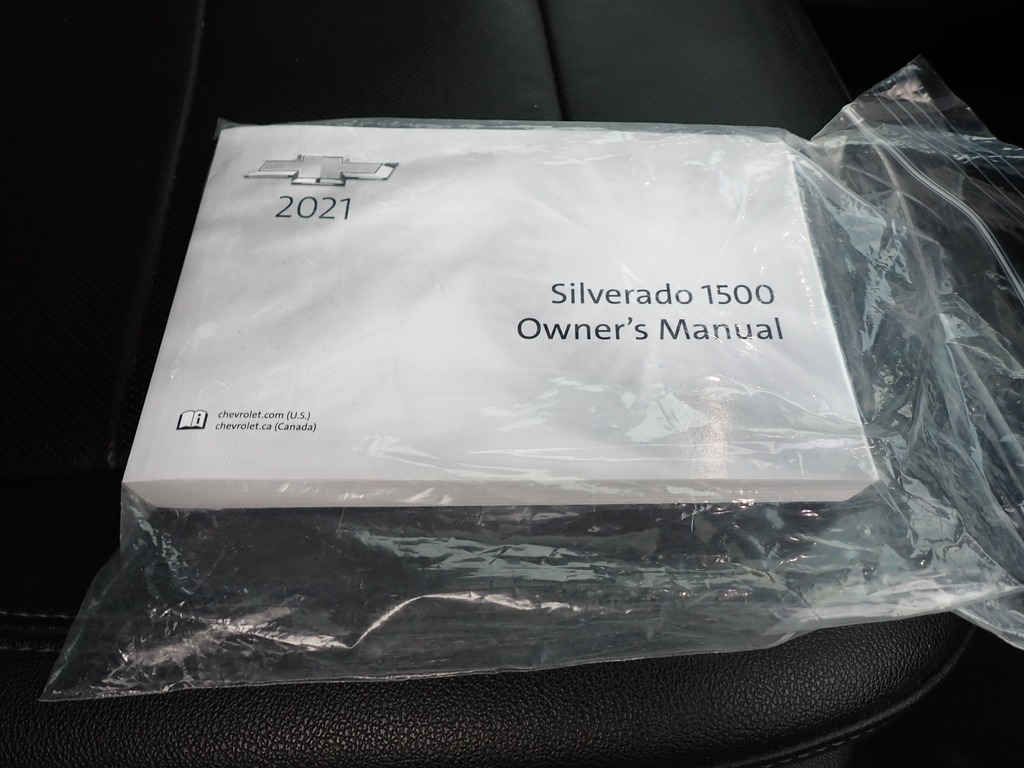 2021
Silverado 1500
Owner's Manual
chevrolet.com (U.S.)
chevrolet.ca (Canada)